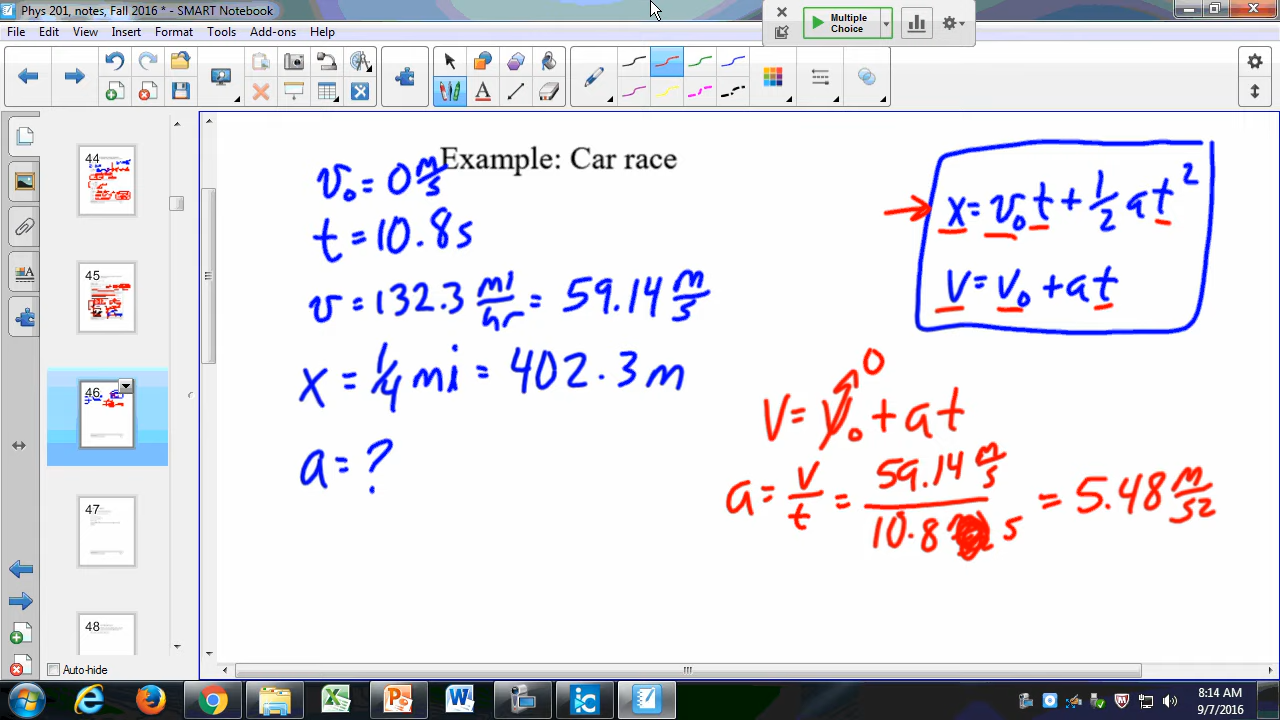 Phys 201, notes, Fall 2016 * - SMART Notebook
Multiple Choice
File Edit View Insert Format Tools Add-ons Help
44
45
46
47
48
Auto-hide
Example: Car race
v₀ = 0 m/s
t = 10.8 s
v = 132.3 mi/hr = 59.14 m/s
x = 1/4 mi = 402.3 m
a = ?
x = v₀t + 1/2 at²
v = v₀ + at
v = v₀ + at
0
a = v/t = 59.14 m/s / 10.8 s = 5.48 m/s²
8:14 AM
9/7/2016